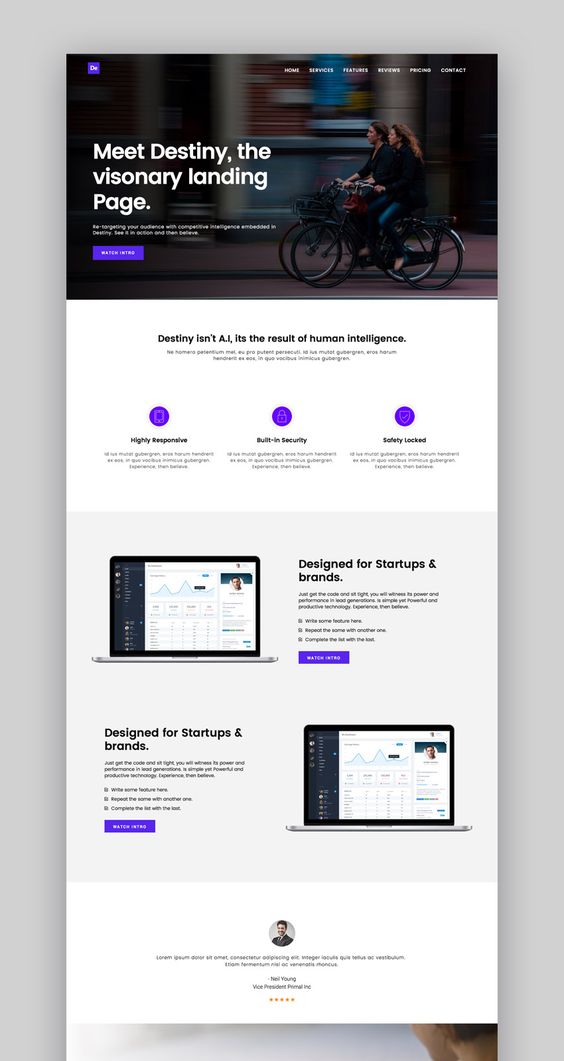 De
HOME SERVICES FEATURES REVIEWS PRICING CONTACT
Meet Destiny, the
visonary landing
Page.
Re-targeting your audience with competitive intelligence embedded in
Destiny. See it in action and then believe.
WATCH INTRO
Destiny isn't A.I, its the result of human intelligence.
Ne homero petentium mel, eu pro putent persecuti. Id ius mutat gubergren, eros harum
hendrerit ex eos, in quo vocibus inimicus gubergren.
Highly Responsive
Id ius mutat gubergren, eros harum hendrerit
ex eos, in quo vocibus inimicus gubergren.
Experience, then believe.
Built-in Security
Id ius mutat gubergren, eros harum hendrerit
ex eos, in quo vocibus inimicus gubergren.
Experience, then believe.
Safety Locked
Id ius mutat gubergren, eros harum hendrerit
ex eos, in quo vocibus inimicus gubergren.
Experience, then believe.
Designed for Startups &
brands.
Just get the code and sit tight, you will witness its power and
performance in lead generations. Is simple yet Powerful and
productive technology. Experience, then believe.
Write some feature here.
Repeat the same with another one.
Complete the list with the last.
WATCH INTRO
Designed for Startups &
brands.
Just get the code and sit tight, you will witness its power and
performance in lead generations. Is simple yet Powerful and
productive technology. Experience, then believe.
Write some feature here.
Repeat the same with another one.
Complete the list with the last.
WATCH INTRO
Lorem ipsum dolor sit amet, consectetur adipiscing elit. Integer iaculis quis tellus ac vestibulum.
Etiam fermentum nisl ac venenatis rhoncus.
- Neil Young
Vice President Primal Inc